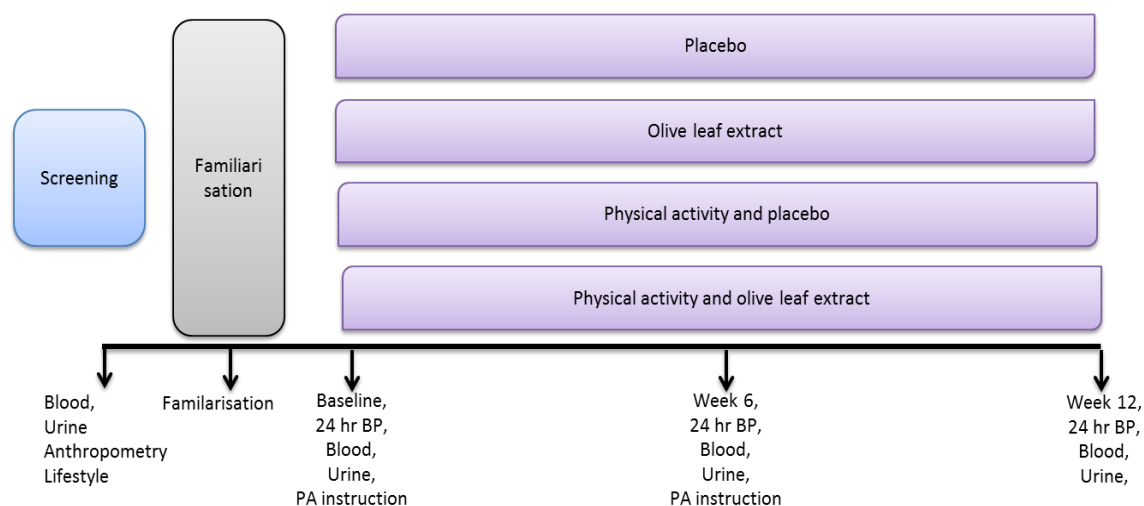 Placebo
Olive leaf extract
Screening
Familiari
sation
Physical activity and placebo
Physical activity and olive leaf extract
Blood,
Urine
Anthropometry
Lifestyle
Familarisation
Baseline,
24 hr BP,
Blood,
Urine,
PA instruction
Week 6,
24 hr BP,
Blood,
Urine,
PA instruction
Week 12,
24 hr BP,
Blood,
Urine,